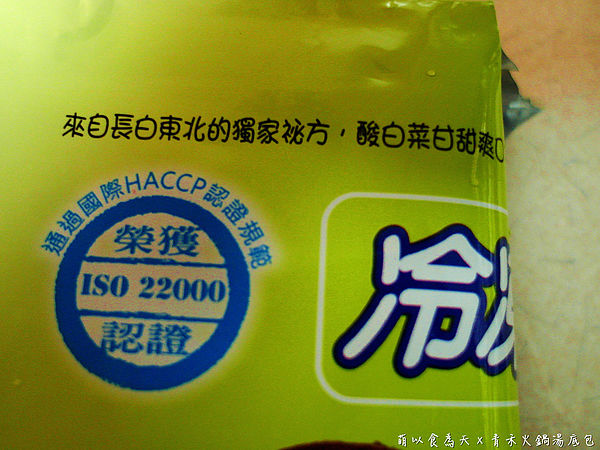 來自長白東北的獨家祕方，酸白菜甘甜爽口
通過國際HACCP認證規範
榮獲
ISO 22000
認證
冷凍
萌以食為天 x 青禾火鍋湯底包